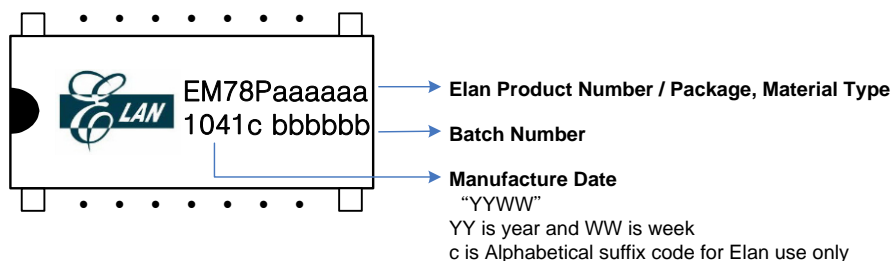 ELAN
EM78Paaaaaa
1041c bbbbbb
Elan Product Number / Package, Material Type
Batch Number
Manufacture Date
“YYWW”
YY is year and WW is week
c is Alphabetical suffix code for Elan use only